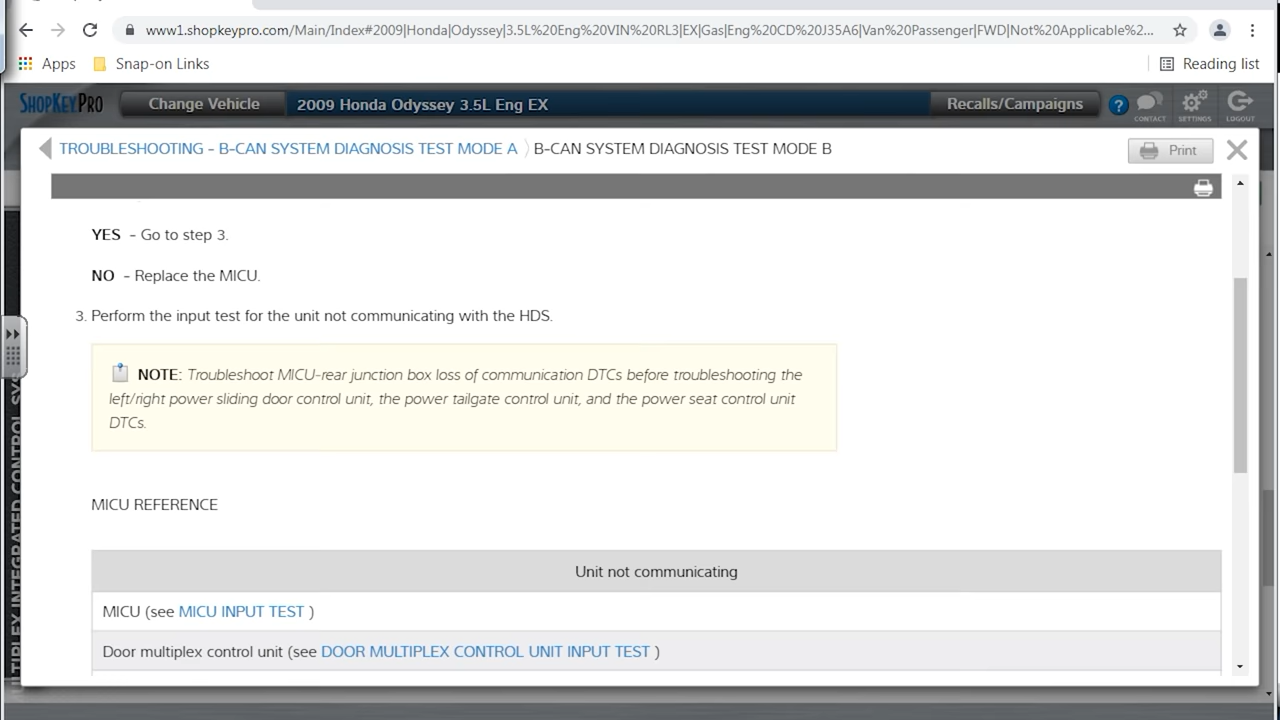 www1.shopkeypro.com/Main/Index#2009|Honda|Odyssey|3.5L%20Eng%20VIN%20RL3|EX|Gas|Eng%20CD%20J35A6|Van%20Passenger|FWD|Not%20Applicable%2...
Apps Snap-on Links Reading list
SHOPKEYPRO Change Vehicle 2009 Honda Odyssey 3.5L Eng EX Recalls/Campaigns ?
CONTACT SETTINGS LOGOUT
TROUBLESHOOTING - B-CAN SYSTEM DIAGNOSIS TEST MODE A B-CAN SYSTEM DIAGNOSIS TEST MODE B Print
YES - Go to step 3.
NO - Replace the MICU.
3. Perform the input test for the unit not communicating with the HDS.
NOTE: Troubleshoot MICU-rear junction box loss of communication DTCs before troubleshooting the
left/right power sliding door control unit, the power tailgate control unit, and the power seat control unit
DTCs.
MICU REFERENCE
Unit not communicating
MICU (see MICU INPUT TEST )
Door multiplex control unit (see DOOR MULTIPLEX CONTROL UNIT INPUT TEST )
INTEGRATED CONTROL